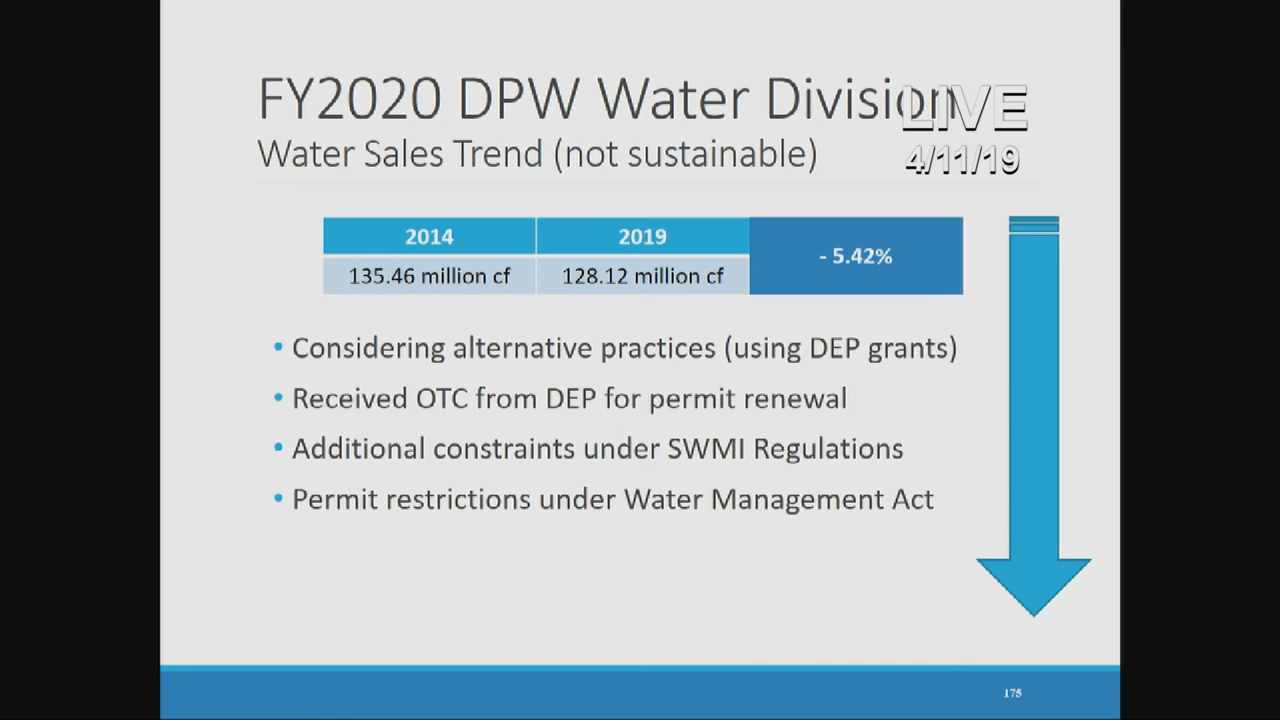 FY2020 DPW Water Division
LIVE
Water Sales Trend (not sustainable)
4/11/19
2014
2019
- 5.42%
135.46 million cf
128.12 million cf
• Considering alternative practices (using DEP grants)
• Received OTC from DEP for permit renewal
• Additional constraints under SWMI Regulations
• Permit restrictions under Water Management Act
175